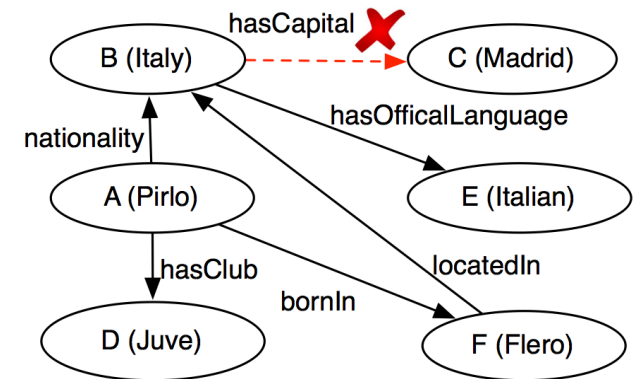 hasCapital
B (Italy)
C (Madrid)
hasOfficalLanguage
nationality
A (Pirlo)
E (Italian)
hasClub
locatedIn
bornIn
D (Juve)
F (Flero)